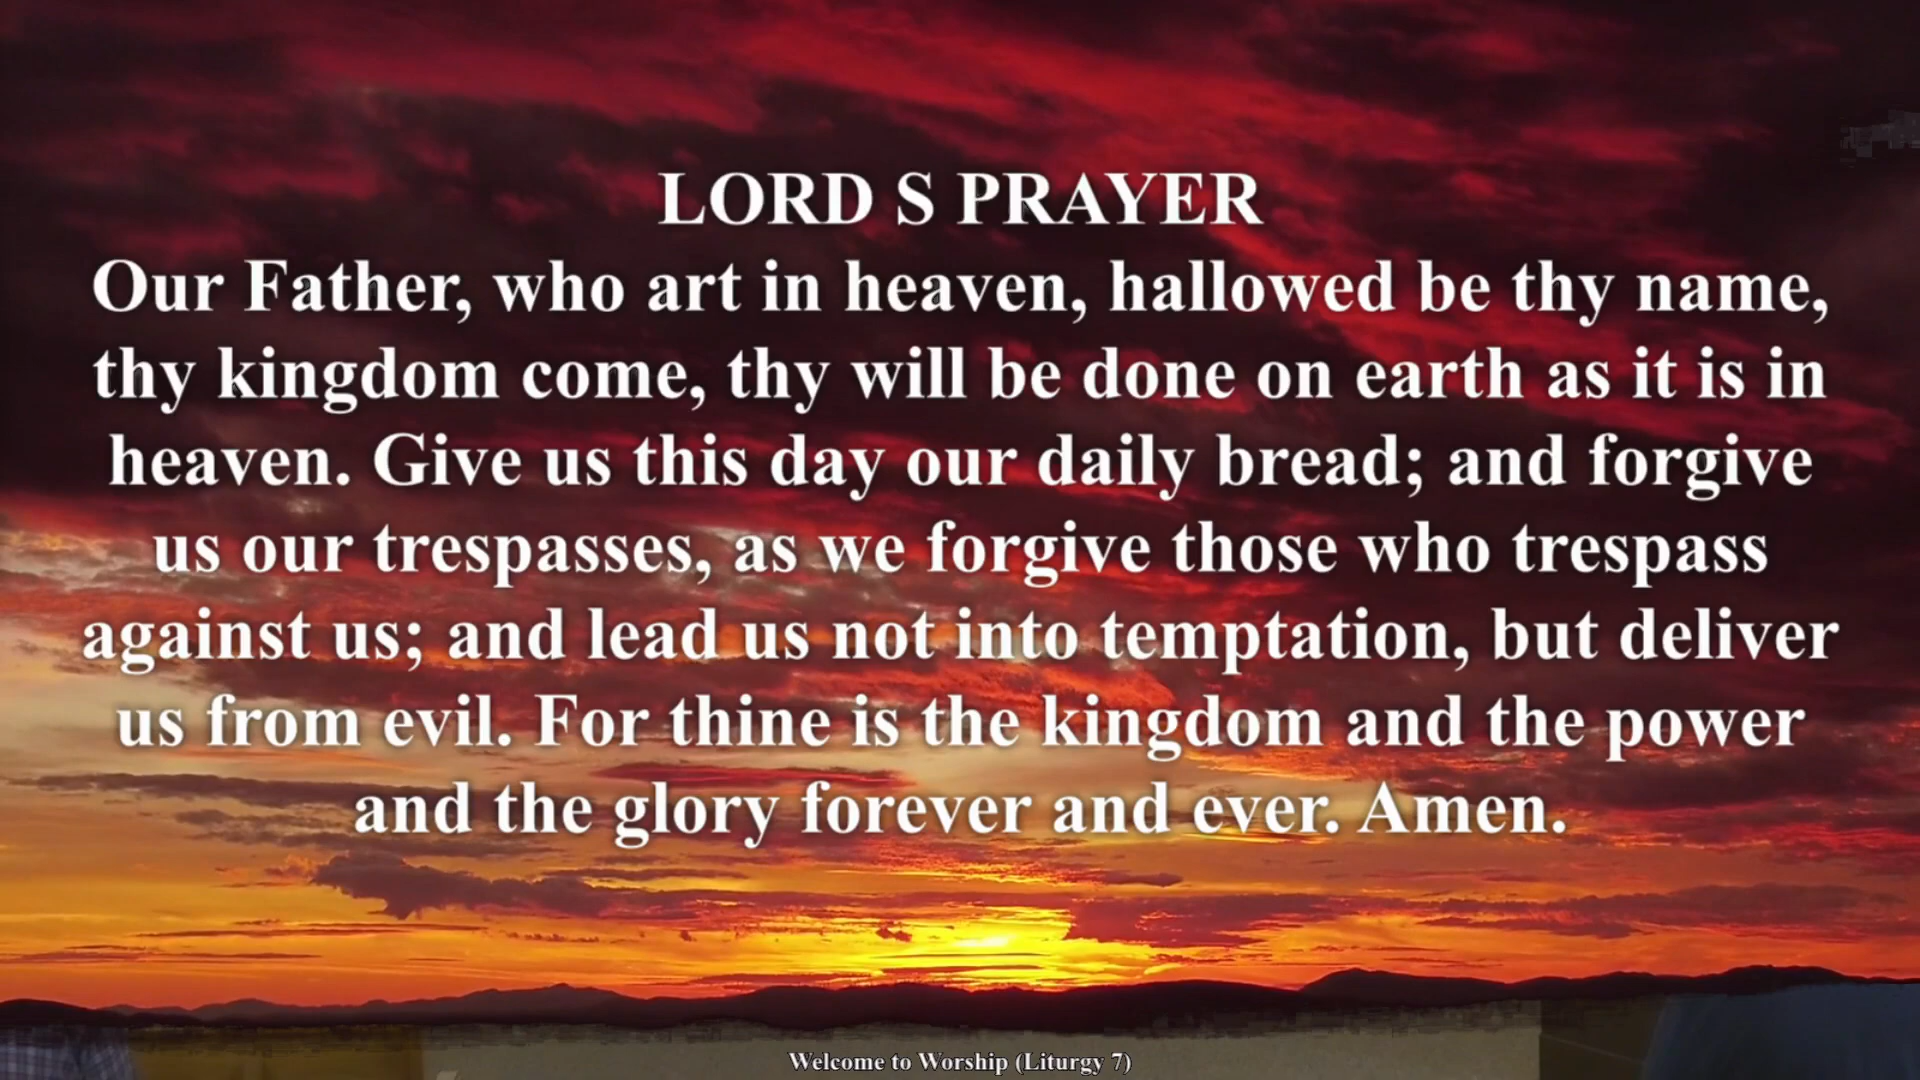 LORD S PRAYER
Our Father, who art in heaven, hallowed be thy name,
thy kingdom come, thy will be done on earth as it is in
heaven. Give us this day our daily bread; and forgive
us our trespasses, as we forgive those who trespass
against us; and lead us not into temptation, but deliver
us from evil. For thine is the kingdom and the power
and the glory forever and ever. Amen.
Welcome to Worship (Liturgy 7)